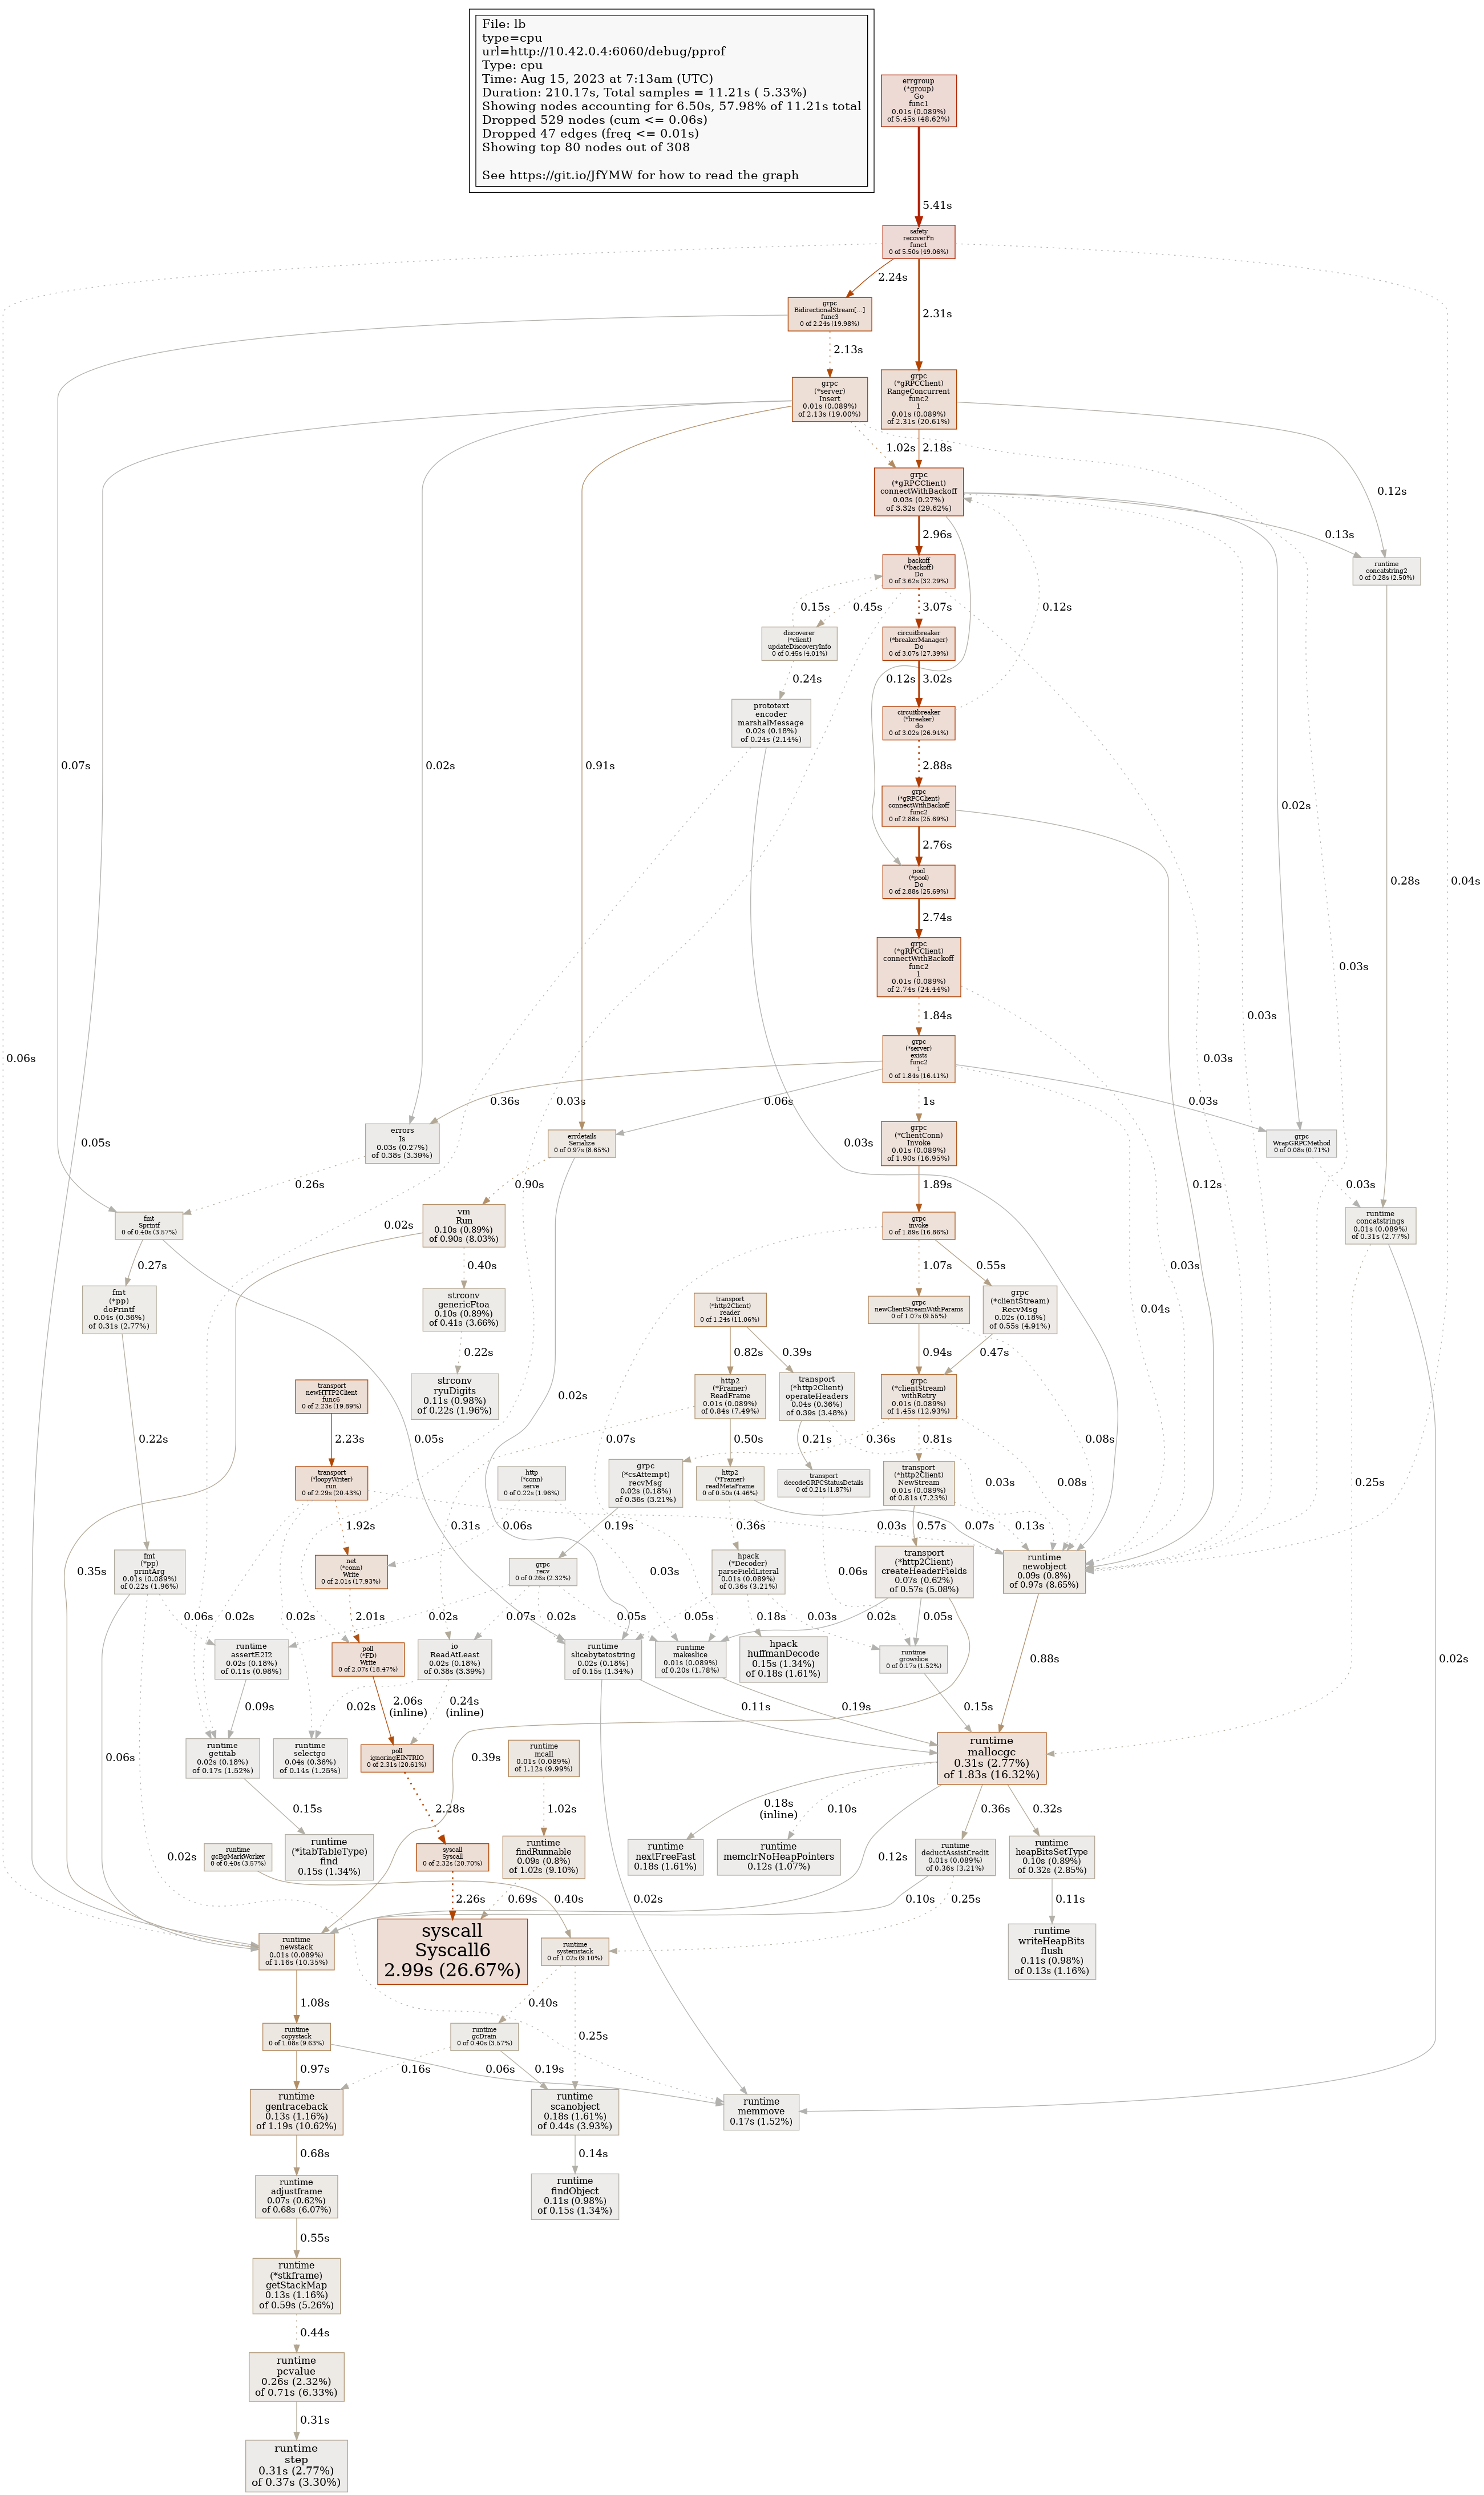 File: lb
type=cpu
url=http://10.42.0.4:6060/debug/pprof
Type: cpu
Time: Aug 15, 2023 at 7:13am (UTC)
Duration: 210.17s, Total samples = 11.21s ( 5.33%)
Showing nodes accounting for 6.50s, 57.98% of 11.21s total
Dropped 529 nodes (cum <= 0.06s)
Dropped 47 edges (freq <= 0.01s)
Showing top 80 nodes out of 308
See https://git.io/JfYMW for how to read the graph
errgroup
(*group)
Go
func1
0.01s (0.089%)
of 5.45s (48.62%)
5.41s
safety
recoverFn
func1
0 of 5.50s (49.06%)
2.24s
grpc
BidirectionalStream[...]
func3
0 of 2.24s (19.98%)
2.31s
2.13s
grpc
(*server)
Insert
0.01s (0.089%)
of 2.13s (19.00%)
grpc
(*gRPCClient)
RangeConcurrent
func2
1
0.01s (0.089%)
of 2.31s (20.61%)
1.02s
2.18s
grpc
(*gRPCClient)
connectWithBackoff
0.03s (0.27%)
of 3.32s (29.62%)
0.12s
0.13s
2.96s
runtime
concatstring2
0 of 0.28s (2.50%)
backoff
(*backoff)
Do
0 of 3.62s (32.29%)
0.15s
0.45s
3.07s
0.12s
discoverer
(*client)
updateDiscoveryInfo
0 of 0.45s (4.01%)
circuitbreaker
(*breakerManager)
Do
0 of 3.07s (27.39%)
0.24s
0.12s
3.02s
prototext
encoder
marshalMessage
0.02s (0.18%)
of 0.24s (2.14%)
circuitbreaker
(*breaker)
do
0 of 3.02s (26.94%)
0.07s
0.02s
0.91s
2.88s
grpc
(*gRPCClient)
connectWithBackoff
func2
0 of 2.88s (25.69%)
0.02s
2.76s
pool
(*pool)
Do
0 of 2.88s (25.69%)
0.28s
0.04s
2.74s
grpc
(*gRPCClient)
connectWithBackoff
func2
1
0.01s (0.089%)
of 2.74s (24.44%)
0.03s
1.84s
0.03s
0.03s
0.06s
grpc
(*server)
exists
func2
1
0 of 1.84s (16.41%)
0.36s
0.03s
0.06s
1s
0.03s
0.05s
errors
Is
0.03s (0.27%)
of 0.38s (3.39%)
errdetails
Serialize
0 of 0.97s (8.65%)
0.03s
grpc
(*ClientConn)
Invoke
0.01s (0.089%)
of 1.90s (16.95%)
0.12s
grpc
WrapGRPCMethod
0 of 0.08s (0.71%)
0.26s
0.90s
1.89s
0.03s
fmt
Sprintf
0 of 0.40s (3.57%)
0.02s
vm
Run
0.10s (0.89%)
of 0.90s (8.03%)
grpc
invoke
0 of 1.89s (16.86%)
runtime
concatstrings
0.01s (0.089%)
of 0.31s (2.77%)
0.27s
0.40s
1.07s
0.55s
0.03s
fmt
(*pp)
doPrintf
0.04s (0.36%)
of 0.31s (2.77%)
strconv
genericFtoa
0.10s (0.89%)
of 0.41s (3.66%)
transport
(*http2Client)
reader
0 of 1.24s (11.06%)
grpc
newClientStreamWithParams
0 of 1.07s (9.55%)
grpc
(*clientStream)
RecvMsg
0.02s (0.18%)
of 0.55s (4.91%)
0.04s
0.22s
0.82s
0.39s
0.94s
0.47s
transport
newHTTP2Client
func6
0 of 2.23s (19.89%)
strconv
ryuDigits
0.11s (0.98%)
of 0.22s (1.96%)
0.02s
http2
(*Framer)
ReadFrame
0.01s (0.089%)
of 0.84s (7.49%)
transport
(*http2Client)
operateHeaders
0.04s (0.36%)
of 0.39s (3.48%)
grpc
(*clientStream)
withRetry
0.01s (0.089%)
of 1.45s (12.93%)
0.22s
2.23s
0.05s
0.07s
0.50s
0.21s
0.36s
0.81s
0.08s
transport
(*loopyWriter)
run
0 of 2.29s (20.43%)
http
(*conn)
serve
0 of 0.22s (1.96%)
grpc
(*csAttempt)
recvMsg
0.02s (0.18%)
of 0.36s (3.21%)
http2
(*Framer)
readMetaFrame
0 of 0.50s (4.46%)
transport
decodeGRPCStatusDetails
0 of 0.21s (1.87%)
transport
(*http2Client)
NewStream
0.01s (0.089%)
of 0.81s (7.23%)
0.03s
0.08s
0.25s
1.92s
0.31s
0.06s
0.19s
0.36s
0.07s
0.03s
0.57s
0.13s
0.35s
fmt
(*pp)
printArg
0.01s (0.089%)
of 0.22s (1.96%)
net
(*conn)
Write
0 of 2.01s (17.93%)
grpc
recv
0 of 0.26s (2.32%)
0.03s
hpack
(*Decoder)
parseFieldLiteral
0.01s (0.089%)
of 0.36s (3.21%)
0.06s
transport
(*http2Client)
createHeaderFields
0.07s (0.62%)
of 0.57s (5.08%)
runtime
newobject
0.09s (0.8%)
of 0.97s (8.65%)
0.06s
0.02s
0.02s
2.01s
0.02s
0.07s
0.02s
0.05s
0.05s
0.18s
0.03s
0.02s
0.05s
runtime
assertE2I2
0.02s (0.18%)
of 0.11s (0.98%)
poll
(*FD)
Write
0 of 2.07s (18.47%)
io
ReadAtLeast
0.02s (0.18%)
of 0.38s (3.39%)
runtime
slicebytetostring
0.02s (0.18%)
of 0.15s (1.34%)
runtime
makeslice
0.01s (0.089%)
of 0.20s (1.78%)
hpack
huffmanDecode
0.15s (1.34%)
of 0.18s (1.61%)
runtime
growslice
0 of 0.17s (1.52%)
0.88s
0.02s
0.09s
0.02s
2.06s
(inline)
0.24s
(inline)
0.11s
0.19s
0.15s
0.06s
runtime
getitab
0.02s (0.18%)
of 0.17s (1.52%)
runtime
selectgo
0.04s (0.36%)
of 0.14s (1.25%)
poll
ignoringEINTRIO
0 of 2.31s (20.61%)
0.39s
runtime
mcall
0.01s (0.089%)
of 1.12s (9.99%)
runtime
mallocgc
0.31s (2.77%)
of 1.83s (16.32%)
0.15s
2.28s
1.02s
0.18s
(inline)
0.10s
0.36s
0.32s
0.02s
runtime
gcBgMarkWorker
0 of 0.40s (3.57%)
runtime
(*itabTableType)
find
0.15s (1.34%)
syscall
Syscall
0 of 2.32s (20.70%)
runtime
findRunnable
0.09s (0.8%)
of 1.02s (9.10%)
runtime
nextFreeFast
0.18s (1.61%)
runtime
memclrNoHeapPointers
0.12s (1.07%)
0.12s
runtime
deductAssistCredit
0.01s (0.089%)
of 0.36s (3.21%)
runtime
heapBitsSetType
0.10s (0.89%)
of 0.32s (2.85%)
2.26s
0.69s
0.40s
0.02s
0.10s
0.25s
0.11s
runtime
newstack
0.01s (0.089%)
of 1.16s (10.35%)
syscall
Syscall6
2.99s (26.67%)
runtime
systemstack
0 of 1.02s (9.10%)
runtime
writeHeapBits
flush
0.11s (0.98%)
of 0.13s (1.16%)
1.08s
0.40s
0.25s
runtime
copystack
0 of 1.08s (9.63%)
runtime
gcDrain
0 of 0.40s (3.57%)
0.97s
0.16s
0.06s
0.19s
runtime
gentraceback
0.13s (1.16%)
of 1.19s (10.62%)
runtime
scanobject
0.18s (1.61%)
of 0.44s (3.93%)
runtime
memmove
0.17s (1.52%)
0.68s
0.14s
runtime
adjustframe
0.07s (0.62%)
of 0.68s (6.07%)
runtime
findObject
0.11s (0.98%)
of 0.15s (1.34%)
0.55s
runtime
(*stkframe)
getStackMap
0.13s (1.16%)
of 0.59s (5.26%)
0.44s
runtime
pcvalue
0.26s (2.32%)
of 0.71s (6.33%)
0.31s
runtime
step
0.31s (2.77%)
of 0.37s (3.30%)